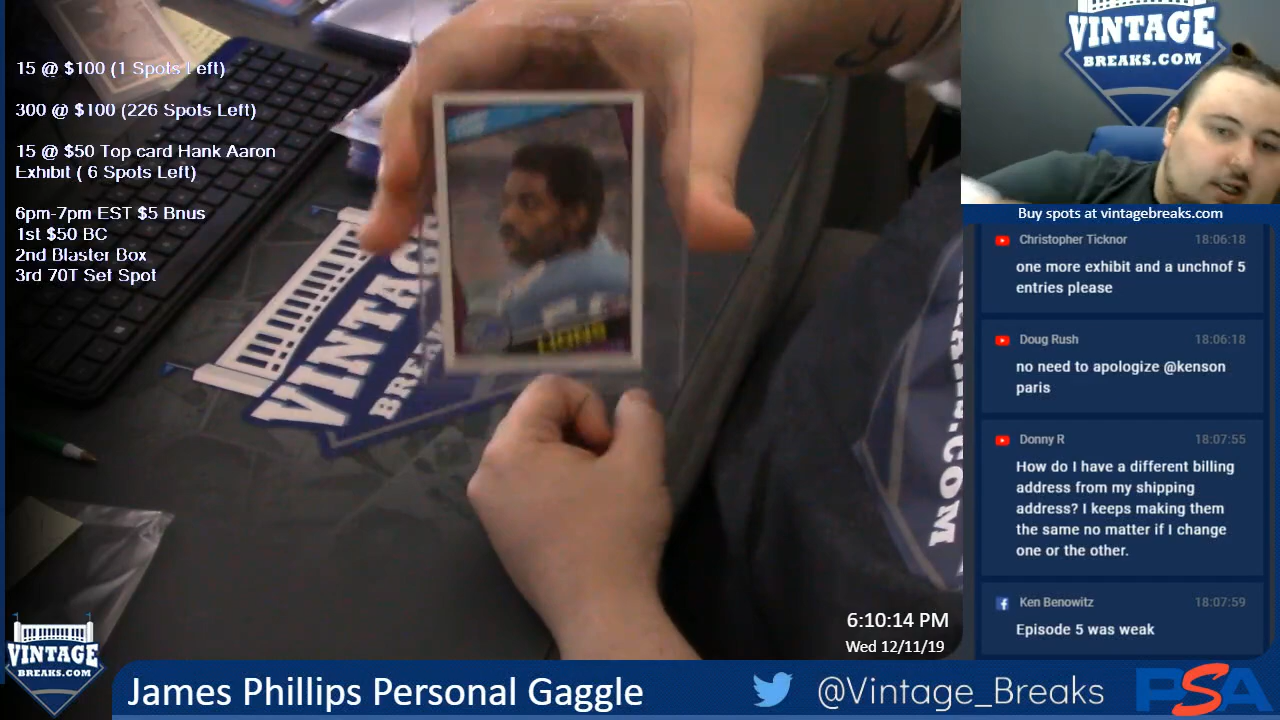 15 @ $100 (1 Spots Left)
300 @ $100 (226 Spots Left)
15 @ $50 Top card Hank Aaron
Exhibit ( 6 Spots Left)
6pm-7pm EST $5 Bnus
1st $50 BC
2nd Blaster Box
3rd 70T Set Spot
LIONS
VINTAGE
BREA
.COM
VINTAGE
BREAKS.COM
Buy spots at vintagebreaks.com
Christopher Ticknor 18:06:18
one more exhibit and a unchnof 5
entries please
Doug Rush 18:06:18
no need to apologize @kenson
paris
Donny R 18:07:55
How do I have a different billing
address from my shipping
address? I keeps making them
the same no matter if I change
one or the other.
Ken Benowitz 18:07:59
Episode 5 was weak
6:10:14 PM
Wed 12/11/19
VINTAGE
BREAKS.COM
James Phillips Personal Gaggle
@Vintage_Breaks
PSA